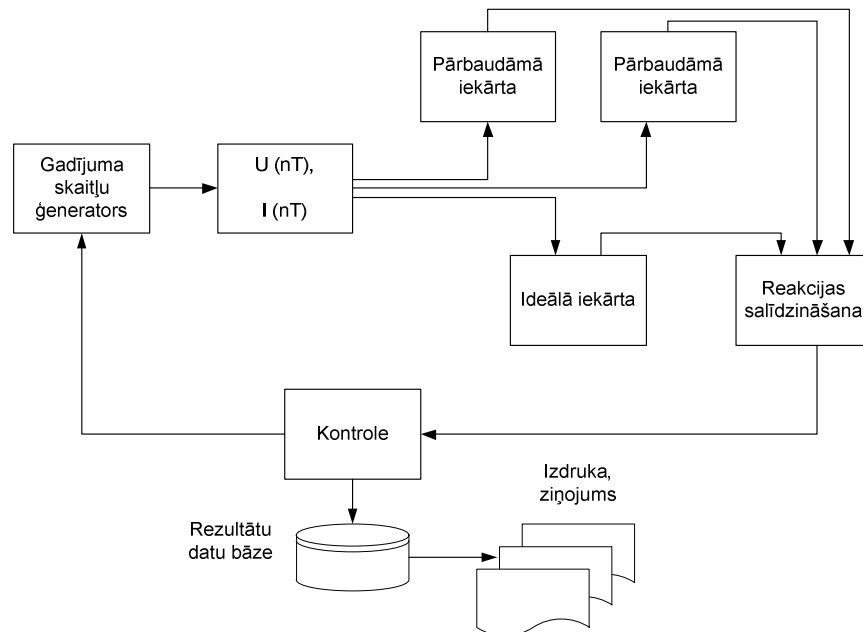 Pārbaudāmā
iekārta
Pārbaudāmā
iekārta
Gadījuma
skaitļu
ģenerators
U (nT),
I (nT)
Ideālā iekārta
Reakcijas
salīdzināšana
Kontrole
Izdruka,
ziņojums
Rezultātu
datu bāze